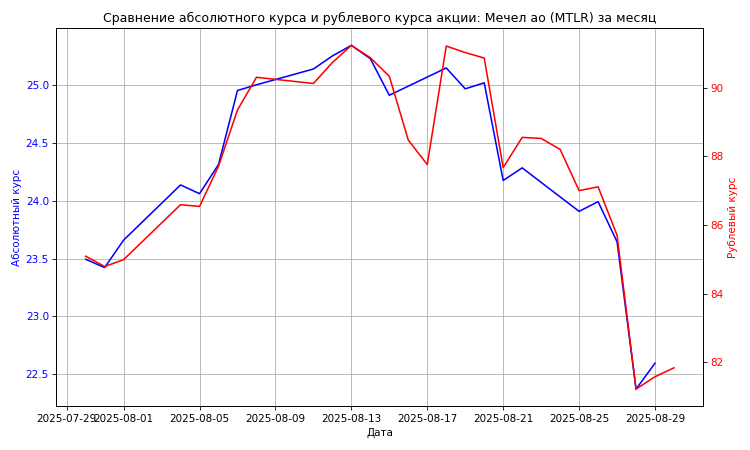 Сравнение абсолютного курса и рублевого курса акции: Мечел ао (MTLR) за месяц
25.0
24.5
24.0
23.5
23.0
22.5
Абсолютный курс
90
88
86
84
82
Рублевый курс
2025-07-29 2025-08-01 2025-08-05 2025-08-09 2025-08-13 2025-08-17 2025-08-21 2025-08-25 2025-08-29
Дата